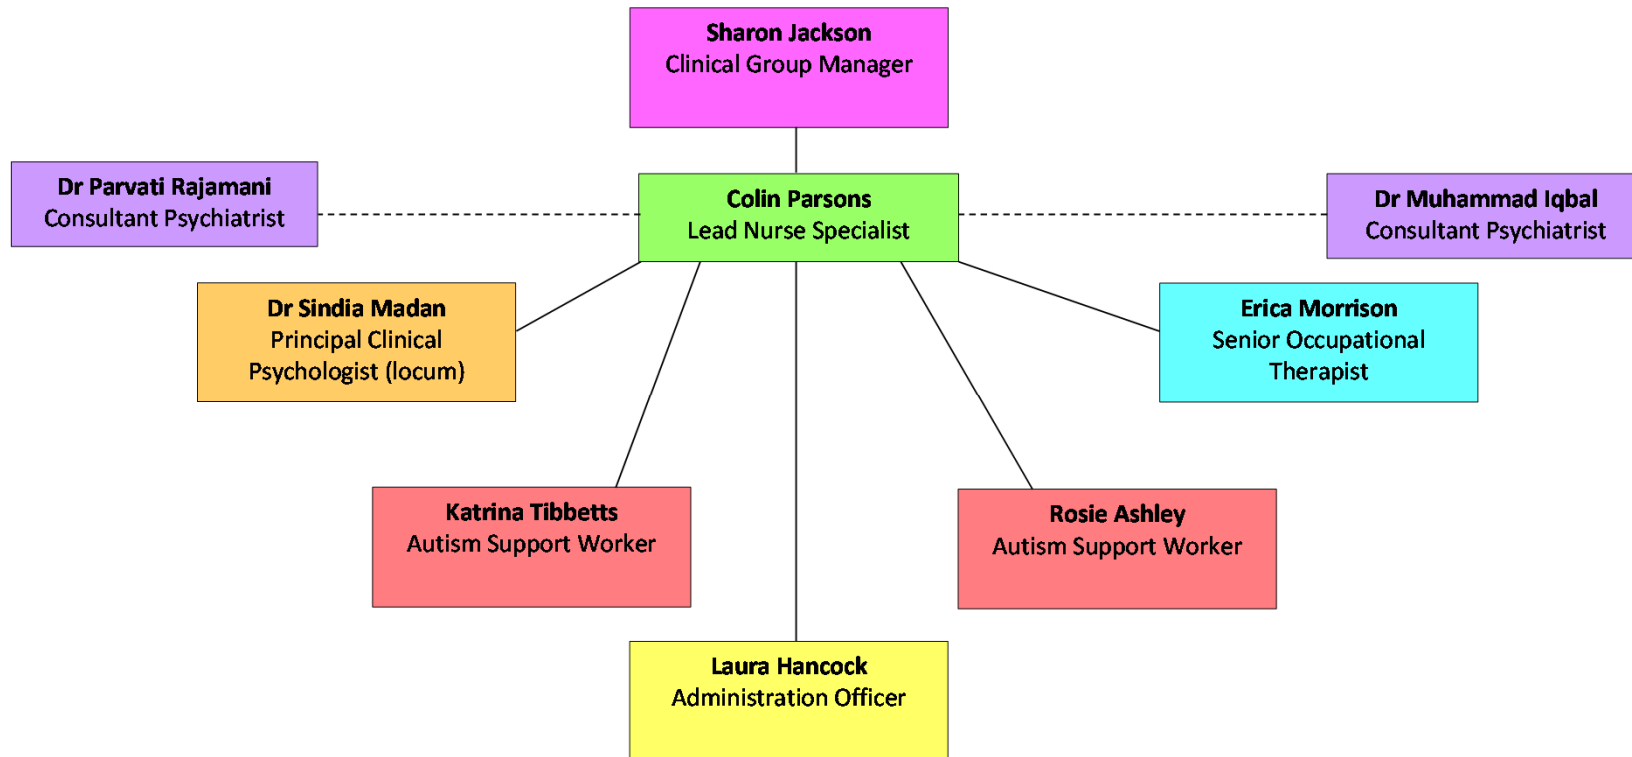 Sharon Jackson
Clinical Group Manager
Dr Parvati Rajamani
Consultant Psychiatrist
Colin Parsons
Lead Nurse Specialist
Dr Muhammad Iqbal
Consultant Psychiatrist
Dr Sindia Madan
Principal Clinical
Psychologist (locum)
Erica Morrison
Senior Occupational
Therapist
Katrina Tibbetts
Autism Support Worker
Rosie Ashley
Autism Support Worker
Laura Hancock
Administration Officer